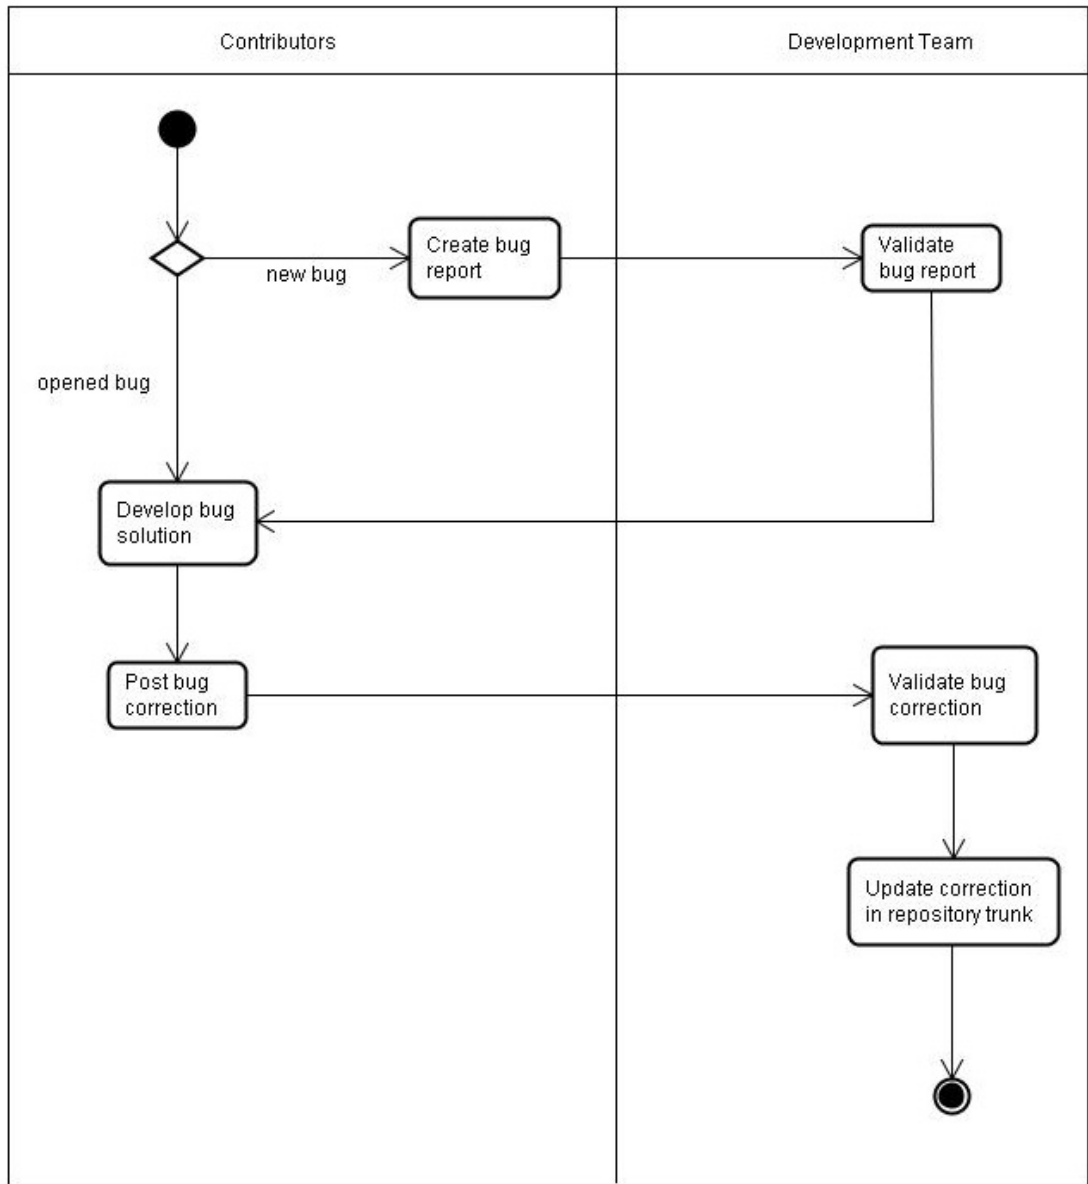 Contributors
Development Team
Create bug
report
Validate
bug report
new bug
opened bug
Develop bug
solution
Post bug
correction
Validate bug
correction
Update correction
in repository trunk